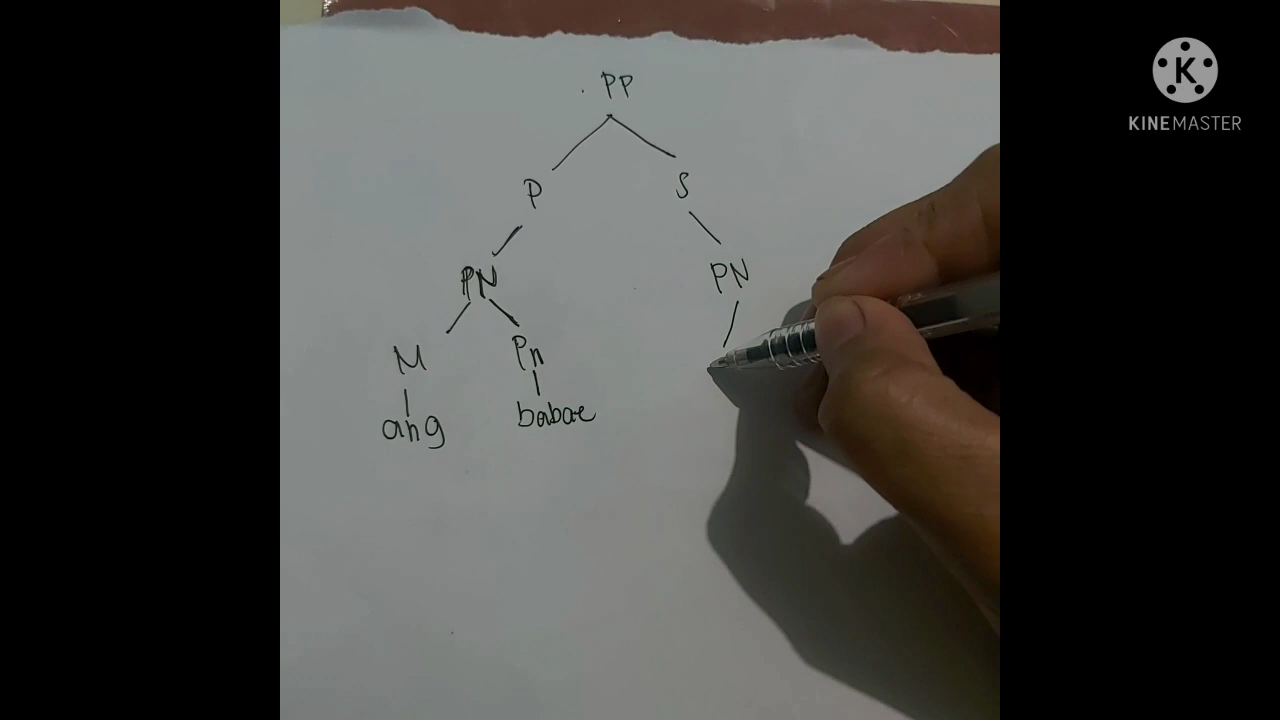 PP
P S
PN PN
M Pn
ang babae
K
KINEMASTER